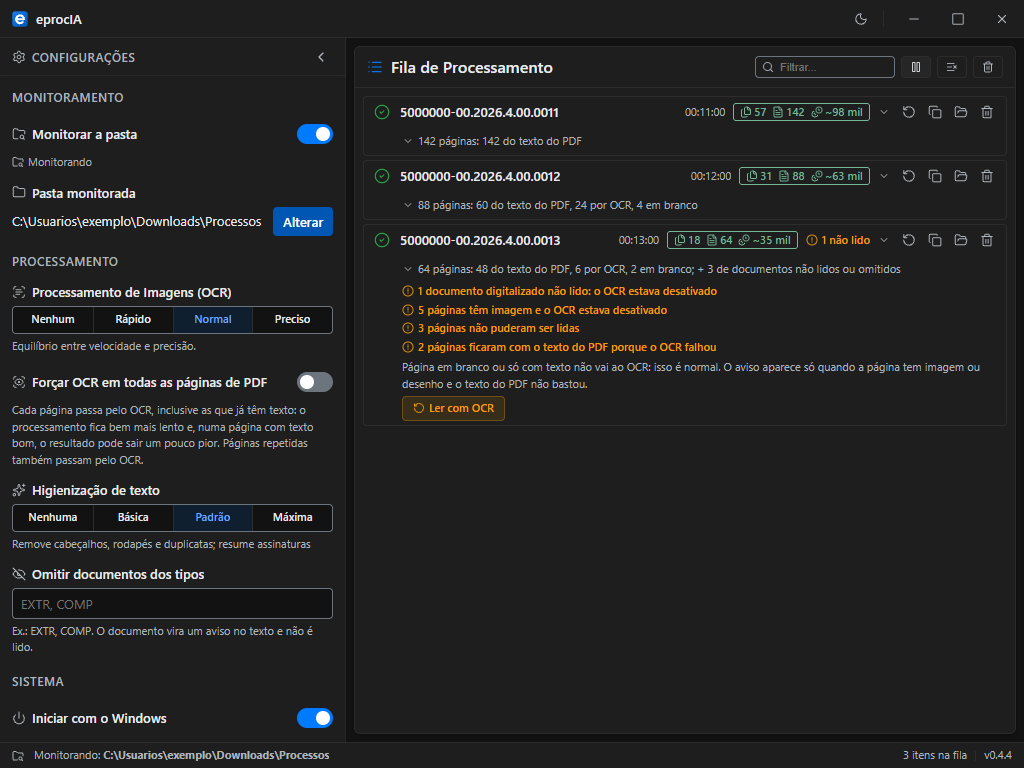 eprocIA
CONFIGURAÇÕES
MONITORAMENTO
Monitorar a pasta
Monitorando
Pasta monitorada
C:\Usuarios\exemplo\Downloads\Processos
Alterar
PROCESSAMENTO
Processamento de Imagens (OCR)
Nenhum Rápido Normal Preciso
Equilíbrio entre velocidade e precisão.
Forçar OCR em todas as páginas de PDF
Cada página passa pelo OCR, inclusive as que já têm texto: o
processamento fica bem mais lento e, numa página com texto
bom, o resultado pode sair um pouco pior. Páginas repetidas
também passam pelo OCR.
Higienização de texto
Nenhuma Básica Padrão Máxima
Remove cabeçalhos, rodapés e duplicatas; resume assinaturas
Omitir documentos dos tipos
EXTR, COMP
Ex.: EXTR, COMP. O documento vira um aviso no texto e não é
lido.
SISTEMA
Iniciar com o Windows
Fila de Processamento
Filtrar...
5000000-00.2026.4.00.0011 00:11:00 57 142 ~98 mil
142 páginas: 142 do texto do PDF
5000000-00.2026.4.00.0012 00:12:00 31 88 ~63 mil
88 páginas: 60 do texto do PDF, 24 por OCR, 4 em branco
5000000-00.2026.4.00.0013 00:13:00 18 64 ~35 mil 1 não lido
64 páginas: 48 do texto do PDF, 6 por OCR, 2 em branco; + 3 de documentos não lidos ou omitidos
1 documento digitalizado não lido: o OCR estava desativado
5 páginas têm imagem e o OCR estava desativado
3 páginas não puderam ser lidas
2 páginas ficaram com o texto do PDF porque o OCR falhou
Página em branco ou só com texto não vai ao OCR: isso é normal. O aviso aparece só quando a página tem imagem ou
desenho e o texto do PDF não bastou.
Ler com OCR
Monitorando: C:\Usuarios\exemplo\Downloads\Processos
3 itens na fila v0.4.4